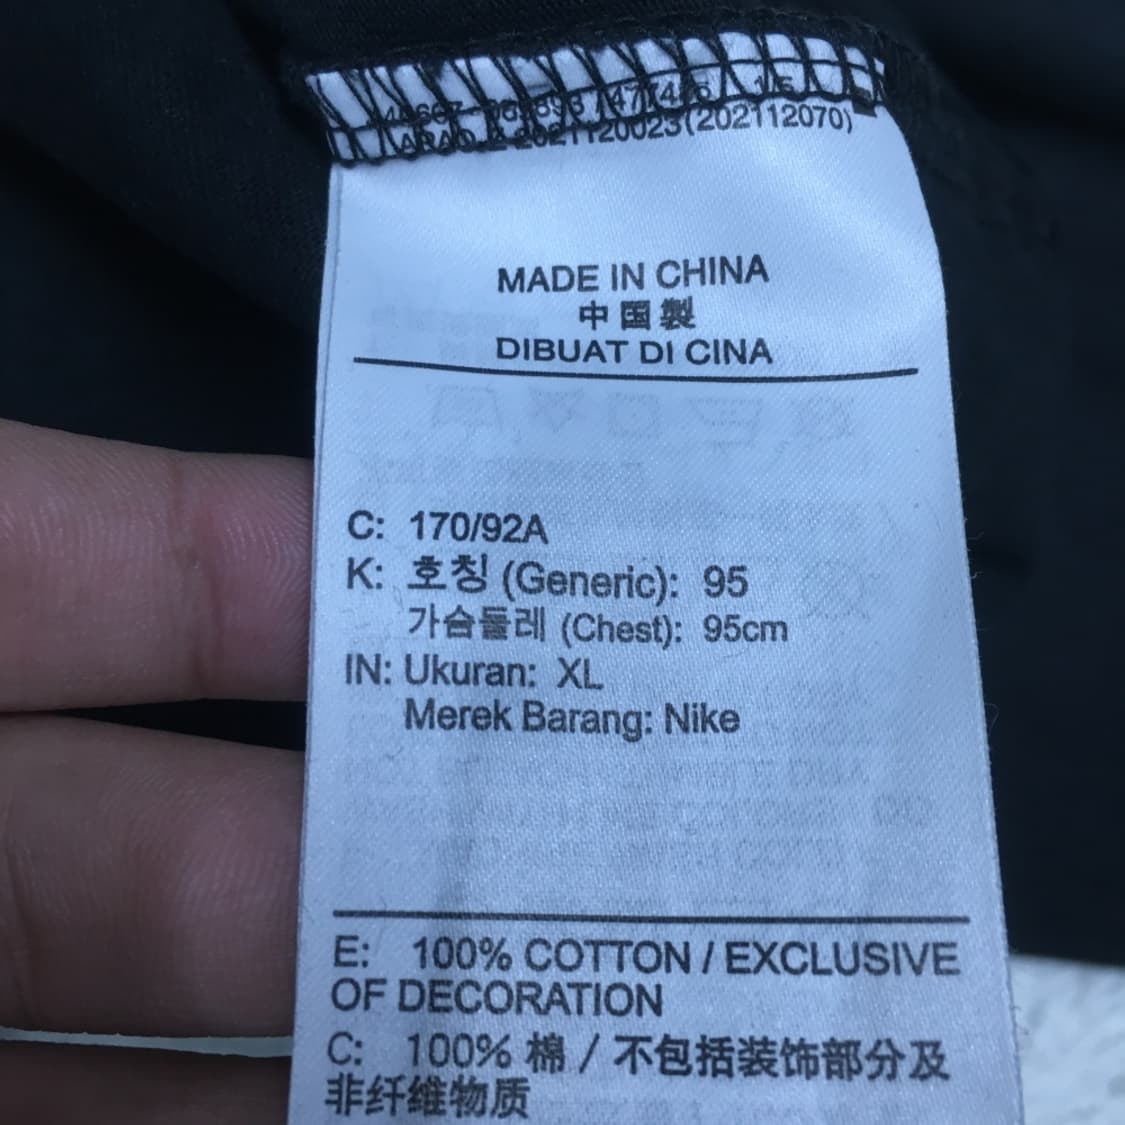 2021120023(202112070)
MADE IN CHINA
中国製
DIBUAT DI CINA
C: 170/92A
K: 호칭 (Generic): 95
가슴둘레 (Chest): 95cm
IN: Ukuran: XL
Merek Barang: Nike
E: 100% COTTON / EXCLUSIVE
OF DECORATION
C: 100% 棉 / 不包括装饰部分及
非纤维物质